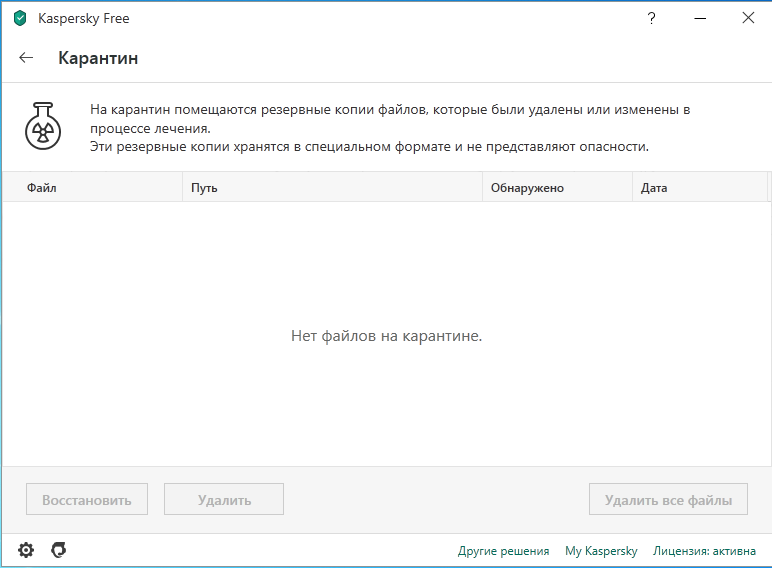 Kaspersky Free
?
Карантин
На карантин помещаются резервные копии файлов, которые были удалены или изменены в
процессе лечения.
Эти резервные копии хранятся в специальном формате и не представляют опасности.
Файл Путь Обнаружено Дата
Нет файлов на карантине.
Восстановить Удалить Удалить все файлы
Другие решения My Kaspersky Лицензия: активна